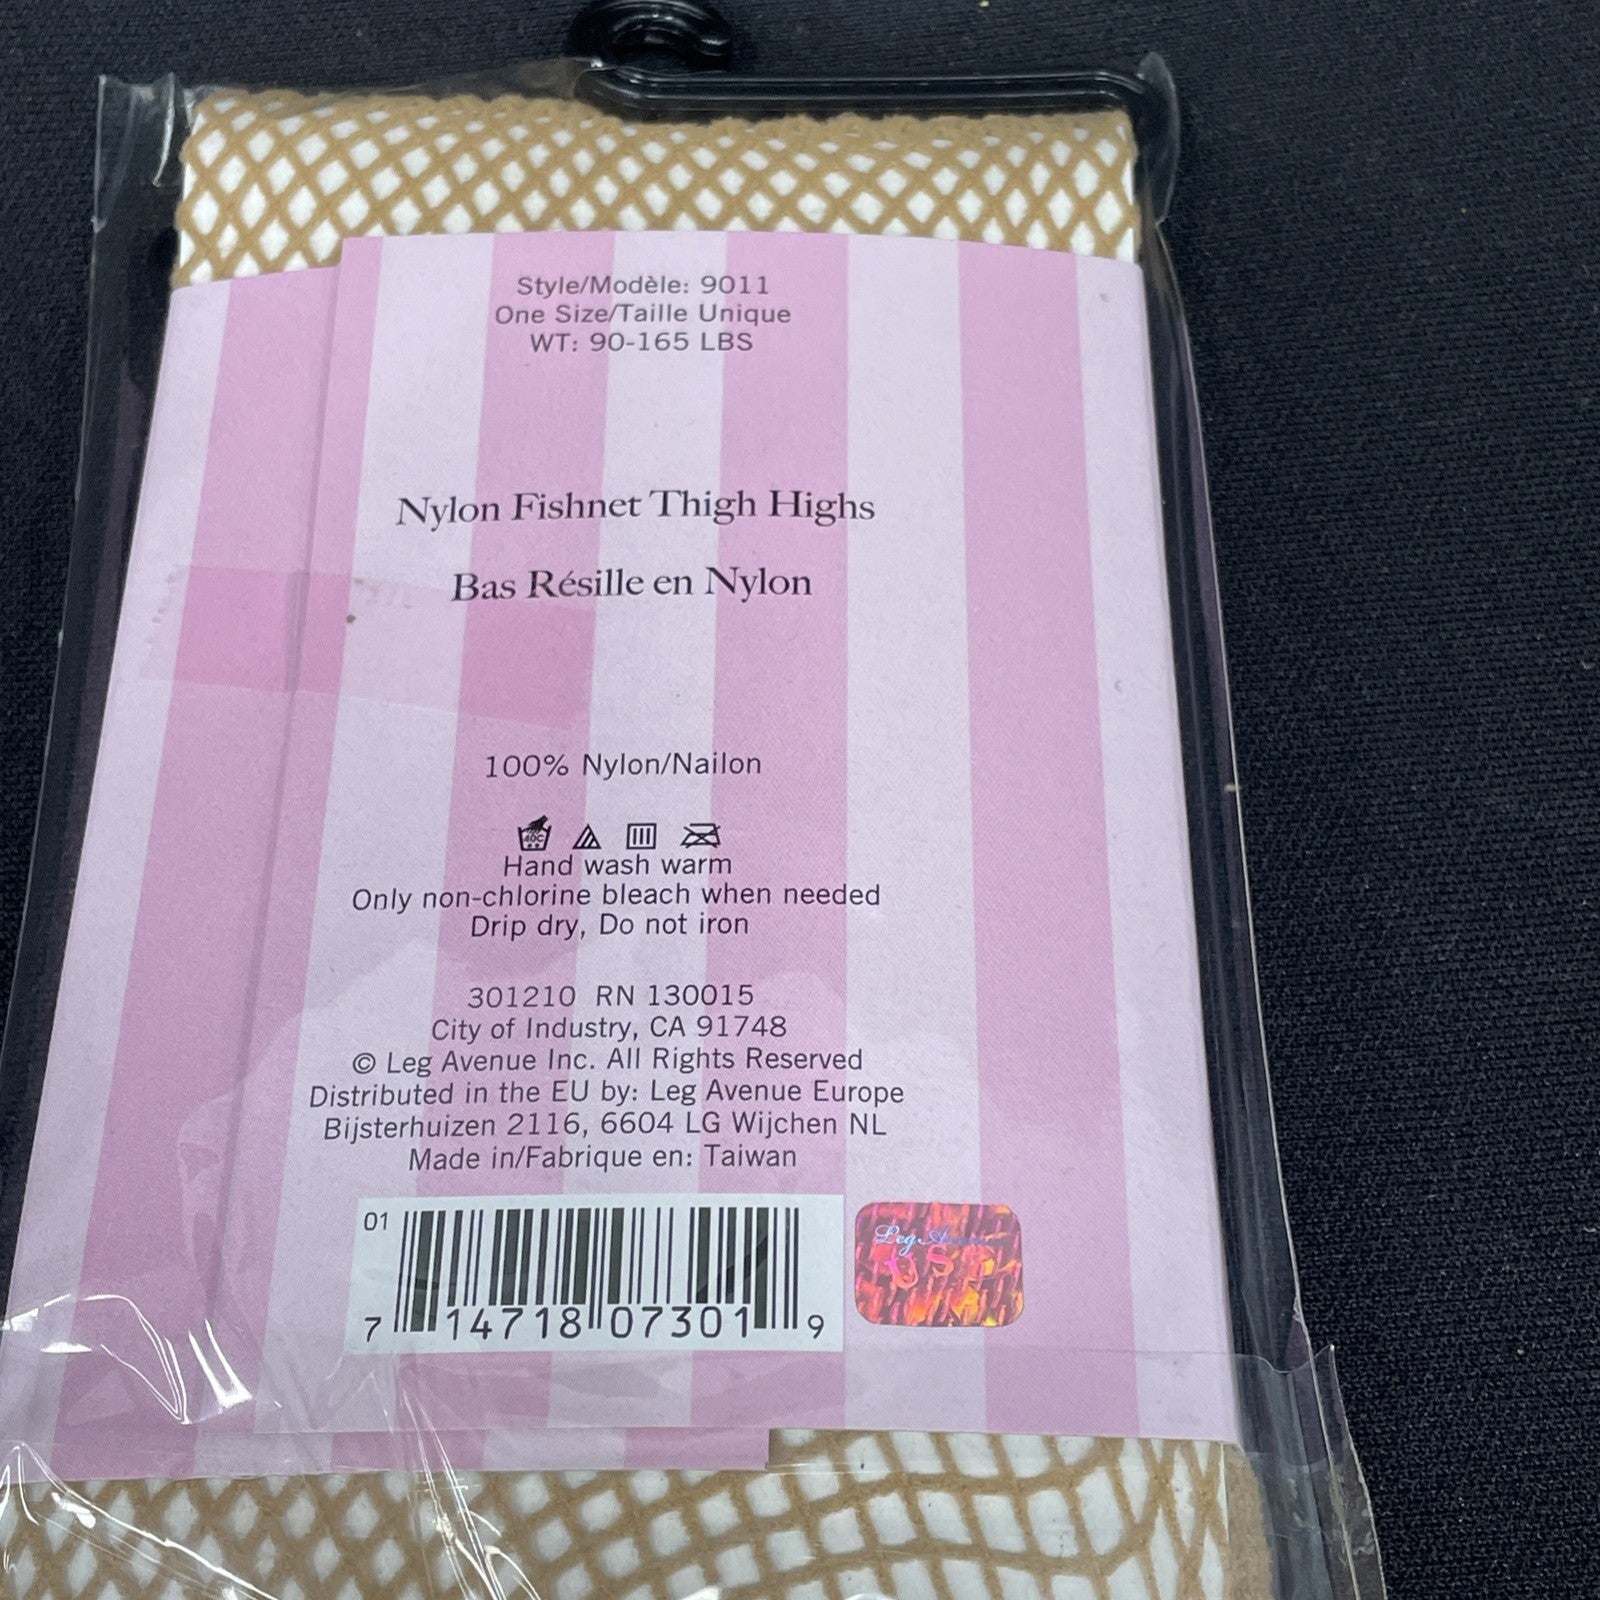 Style/Modèle: 9011
One Size/Taille Unique
WT: 90-165 LBS
Nylon Fishnet Thigh Highs
Bas Résille en Nylon
100% Nylon/Nailon
40C
Hand wash warm
Only non-chlorine bleach when needed
Drip dry, Do not iron
301210 RN 130015
City of Industry, CA 91748
© Leg Avenue Inc. All Rights Reserved
Distributed in the EU by: Leg Avenue Europe
Bijsterhuizen 2116, 6604 LG Wijchen NL
Made in/Fabrique en: Taiwan
01
7 14718 07301 9
Leg
USA